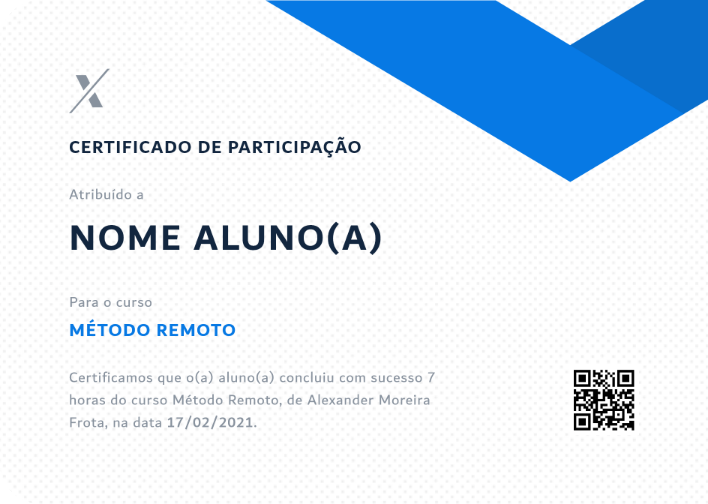 CERTIFICADO DE PARTICIPAÇÃO
Atribuído a
NOME ALUNO(A)
Para o curso
MÉTODO REMOTO
Certificamos que o(a) aluno(a) concluiu com sucesso 7
horas do curso Método Remoto, de Alexander Moreira
Frota, na data 17/02/2021.